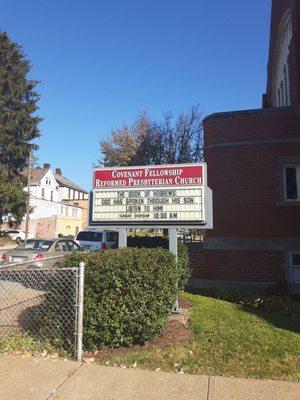 Covenant Fellowship
Reformed Presbyterian Church
THE BOOK OF HEBREWS
GOD HAS SPOKEN THROUGH HIS SON
LISTEN TO HIM!
SUNDAY WORSHIP 10:30 AM